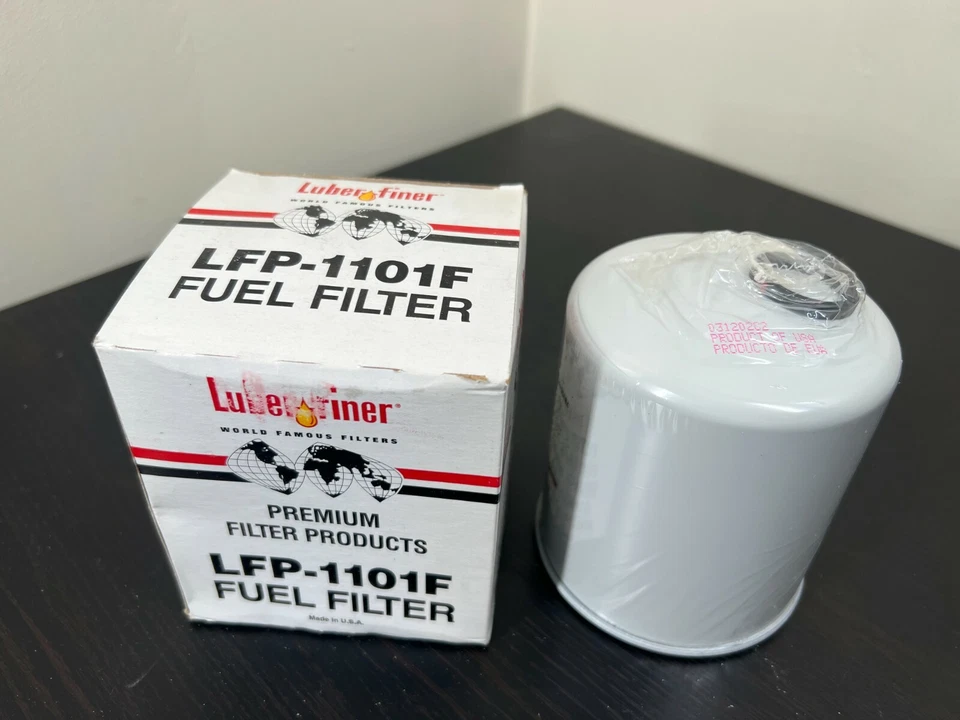 Luber-finer
WORLD FAMOUS FILTERS
LFP-1101F
FUEL FILTER
Luber-finer
WORLD FAMOUS FILTERS
PREMIUM
FILTER PRODUCTS
LFP-1101F
FUEL FILTER
Made in U.S.A.
PRODUCT OF USA
PRODUCTO DE EUA